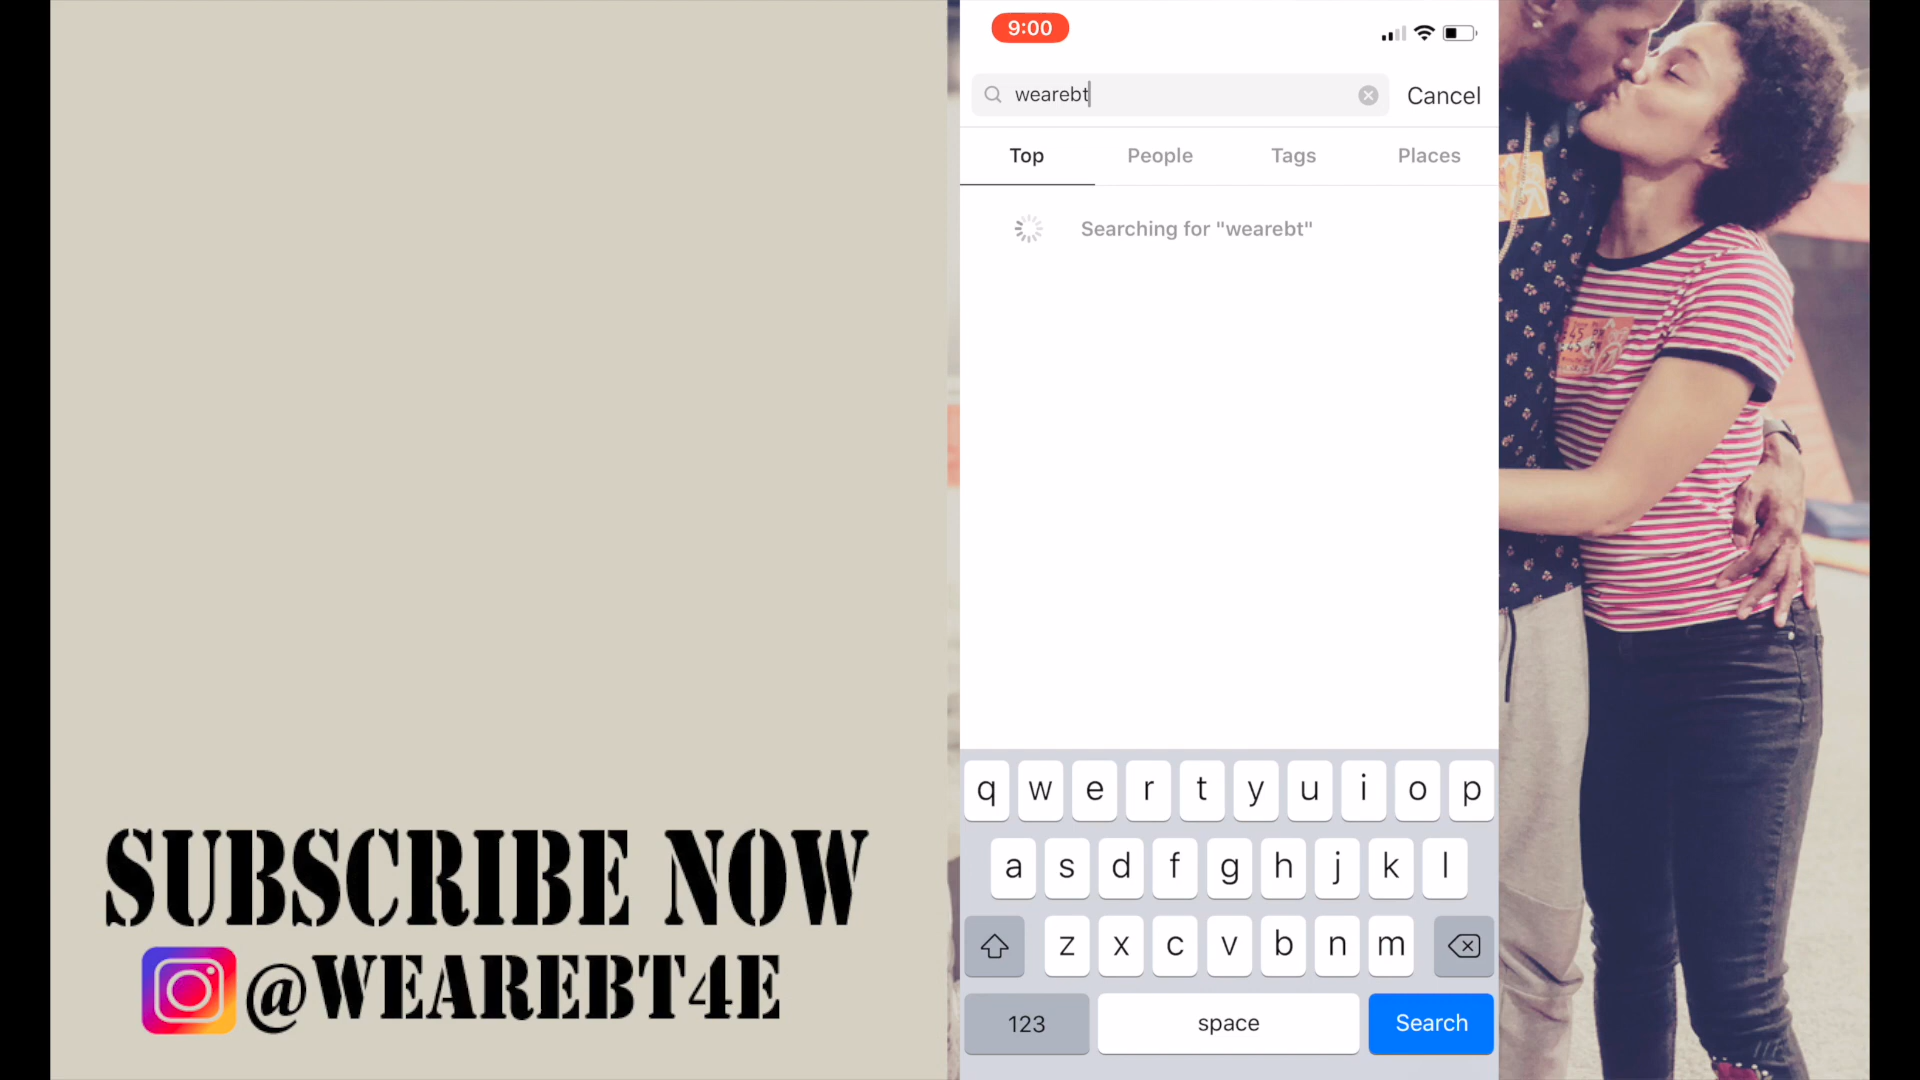 9:00
wearebt
Cancel
Top
People
Tags
Places
Searching for "wearebt"
q w e r t y u i o p
a s d f g h j k l
z x c v b n m
123
space
Search
SUBSCRIBE NOW
@WEAREBT4E